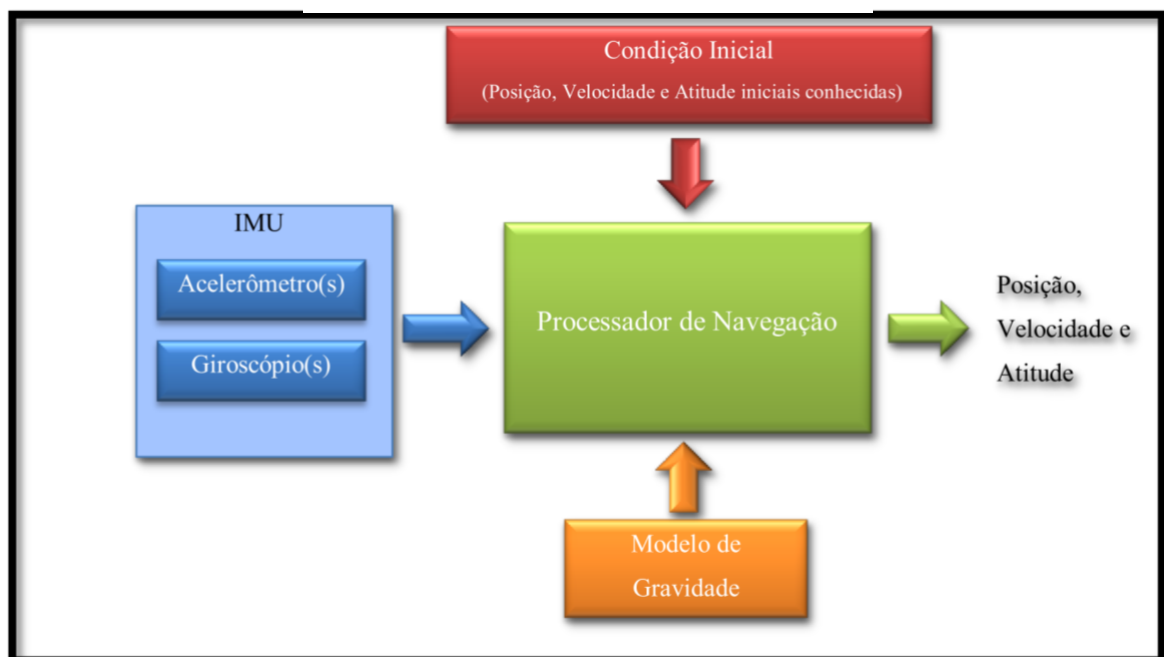 Condição Inicial
(Posição, Velocidade e Atitude iniciais conhecidas)
IMU
Acelerômetro(s)
Giroscópio(s)
Processador de Navegação
Posição,
Velocidade e
Atitude
Modelo de
Gravidade